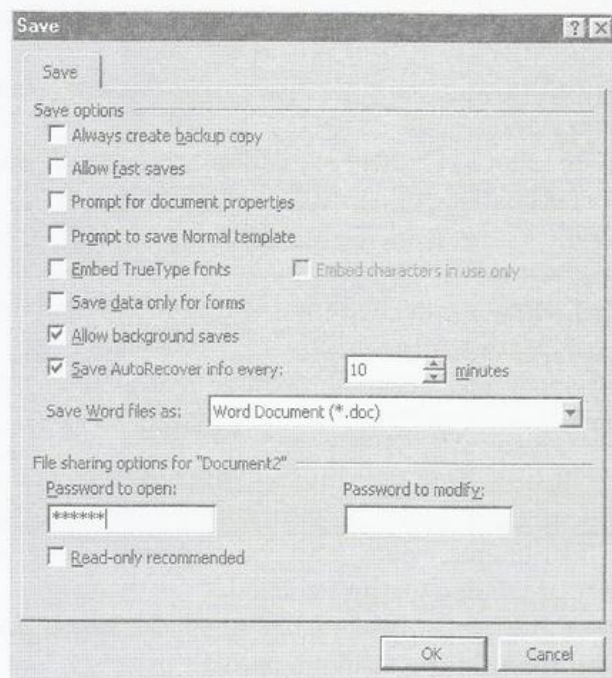 Save
Save
Save options
Always create backup copy
Allow fast saves
Prompt for document properties
Prompt to save Normal template
Embed TrueType fonts Embed characters in use only
Save data only for forms
Allow background saves
Save AutoRecover info every: 10 minutes
Save Word files as: Word Document (*.doc)
File sharing options for "Document2"
Password to open: Password to modify:
******
Read-only recommended
OK Cancel